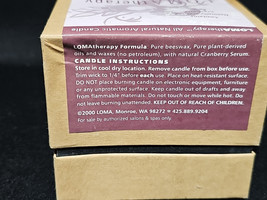 LOMAtherapy™ All Natural Aromatic Candle
LOMAtherapy Formula: Pure beeswax, Pure plant-derived
oils and waxes (no petroleum), with natural Cranberry Serum.
CANDLE INSTRUCTIONS
Store in cool dry location. Remove candle from box before use.
Trim wick to 1/4" before each use. Place on heat-resistant surface.
DO NOT place burning candle on electronic equipment, furniture
or any unprotected surface. Keep candle out of drafts and away
from flammable materials. Do not touch or move while hot. Do
not leave burning unattended. KEEP OUT OF REACH OF CHILDREN.
©2000 LOMA, Monroe, WA 98272 • 425.889.9204
For sale by authorized salons & spas only